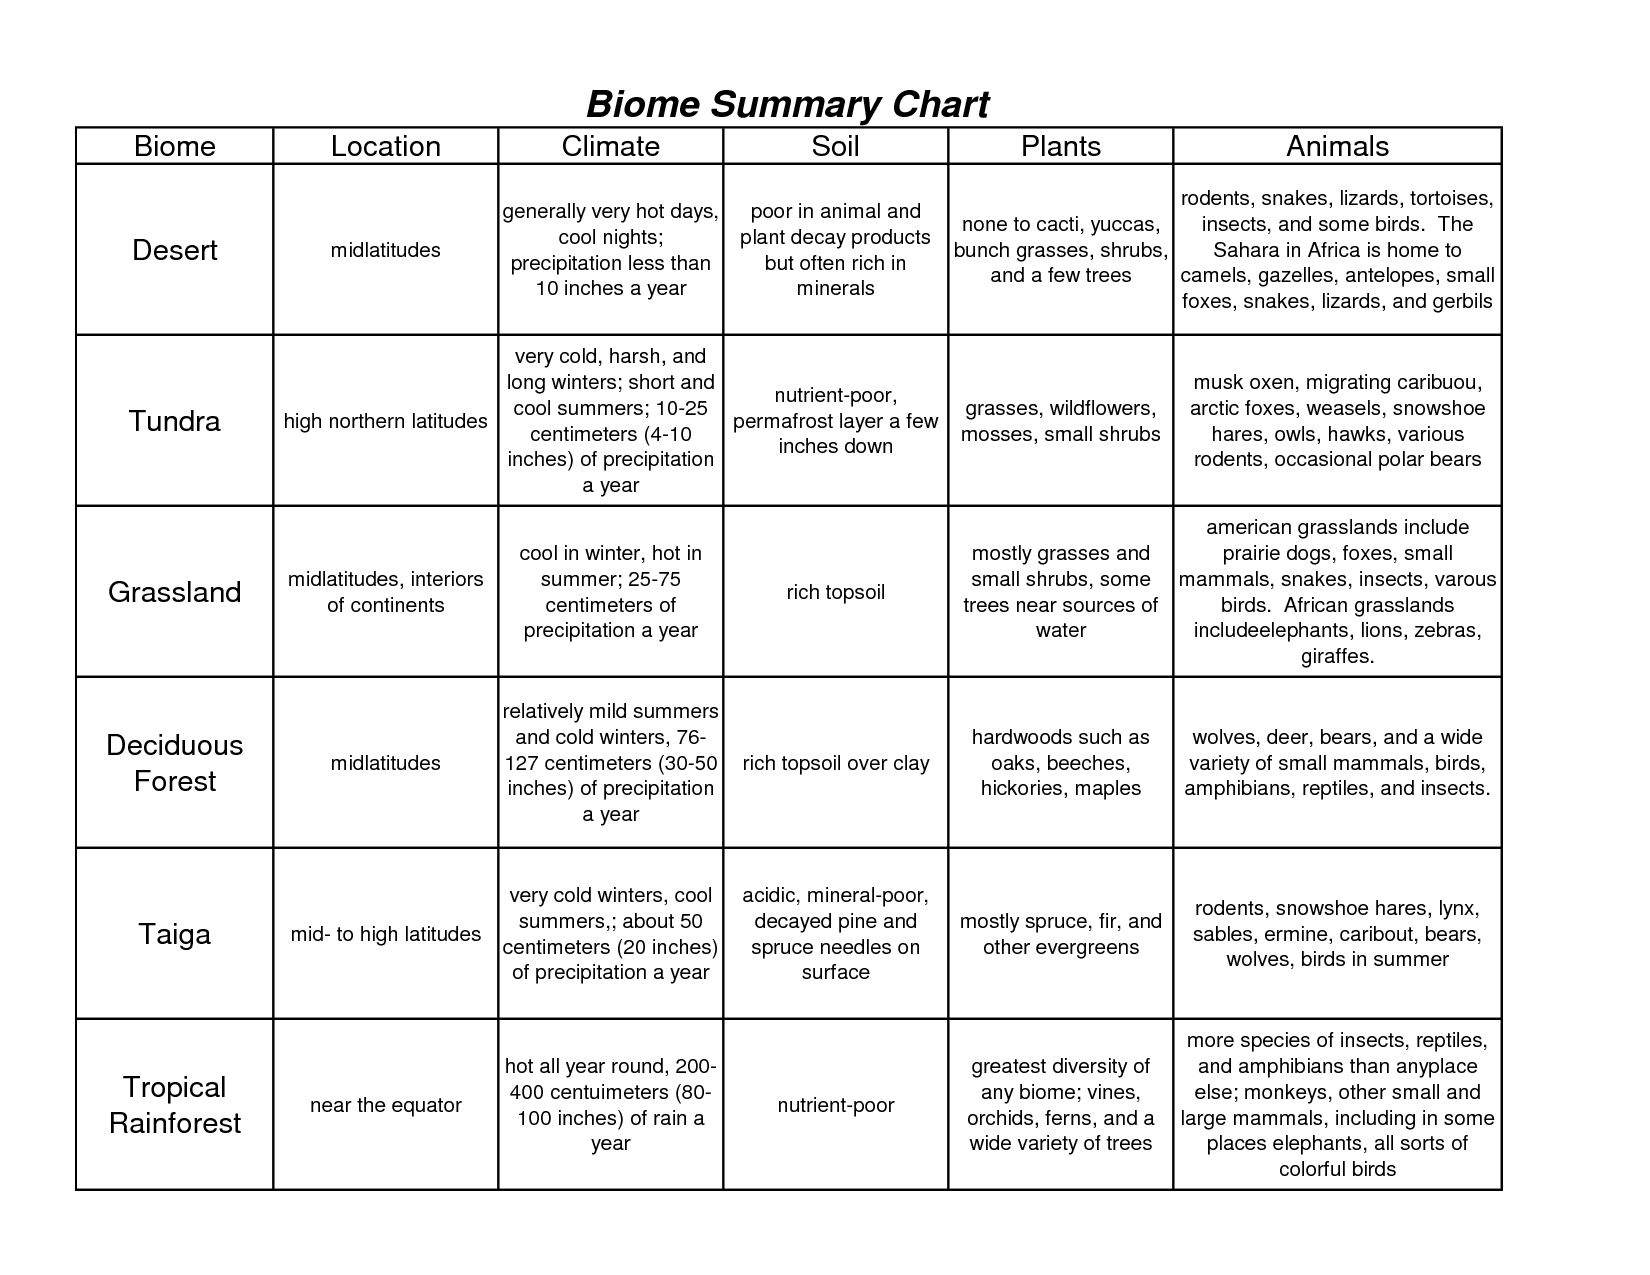 Biome Summary Chart
Biome
Location
Climate
Soil
Plants
Animals
Desert
midlatitudes
generally very hot days,
cool nights;
precipitation less than
10 inches a year
poor in animal and
plant decay products
but often rich in
minerals
none to cacti, yuccas,
bunch grasses, shrubs,
and a few trees
rodents, snakes, lizards, tortoises,
insects, and some birds. The
Sahara in Africa is home to
camels, gazelles, antelopes, small
foxes, snakes, lizards, and gerbils
Tundra
high northern latitudes
very cold, harsh, and
long winters; short and
cool summers; 10-25
centimeters (4-10
inches) of precipitation
a year
nutrient-poor,
permafrost layer a few
inches down
grasses, wildflowers,
mosses, small shrubs
musk oxen, migrating caribuou,
arctic foxes, weasels, snowshoe
hares, owls, hawks, various
rodents, occasional polar bears
Grassland
midlatitudes, interiors
of continents
cool in winter, hot in
summer; 25-75
centimeters of
precipitation a year
rich topsoil
mostly grasses and
small shrubs, some
trees near sources of
water
american grasslands include
prairie dogs, foxes, small
mammals, snakes, insects, varous
birds. African grasslands
includeelephants, lions, zebras,
giraffes.
Deciduous
Forest
midlatitudes
relatively mild summers
and cold winters, 76-
127 centimeters (30-50
inches) of precipitation
a year
rich topsoil over clay
hardwoods such as
oaks, beeches,
hickories, maples
wolves, deer, bears, and a wide
variety of small mammals, birds,
amphibians, reptiles, and insects.
Taiga
mid- to high latitudes
very cold winters, cool
summers,; about 50
centimeters (20 inches)
of precipitation a year
acidic, mineral-poor,
decayed pine and
spruce needles on
surface
mostly spruce, fir, and
other evergreens
rodents, snowshoe hares, lynx,
sables, ermine, caribout, bears,
wolves, birds in summer
Tropical
Rainforest
near the equator
hot all year round, 200-
400 centuimeters (80-
100 inches) of rain a
year
nutrient-poor
greatest diversity of
any biome; vines,
orchids, ferns, and a
wide variety of trees
more species of insects, reptiles,
and amphibians than anyplace
else; monkeys, other small and
large mammals, including in some
places elephants, all sorts of
colorful birds